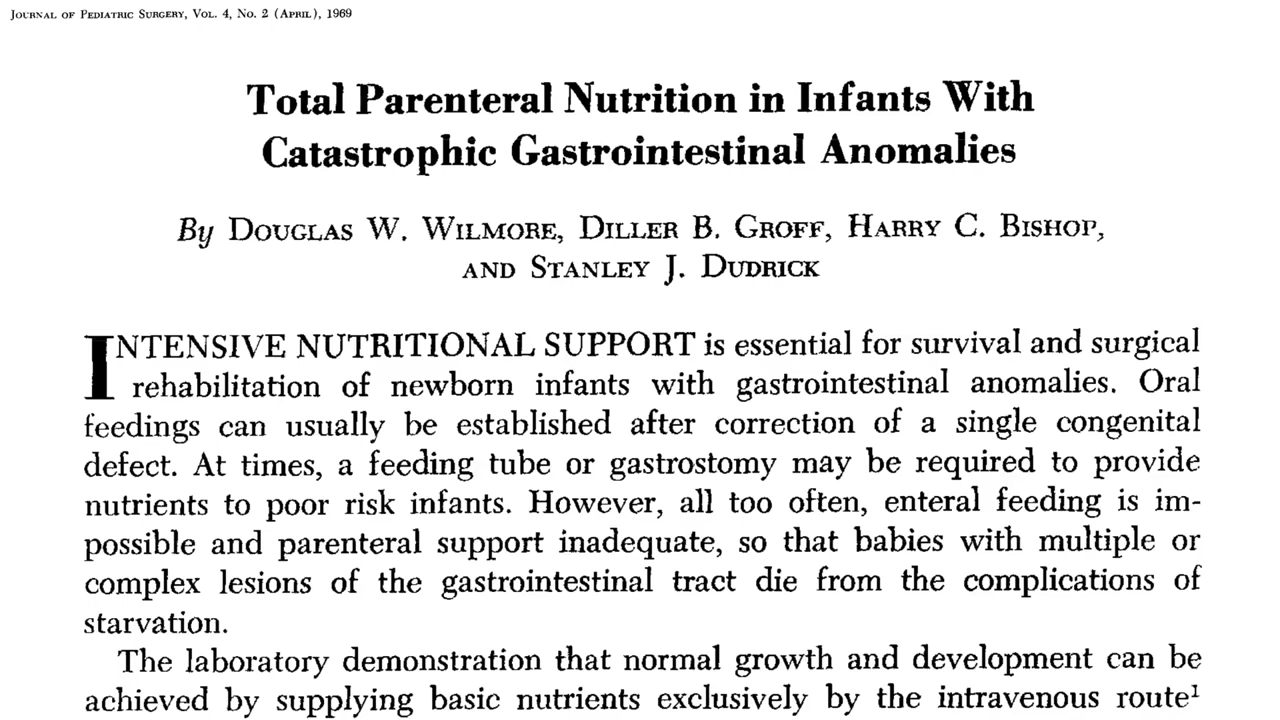 JOURNAL OF PEDIATRIC SURGERY, VOL. 4, NO. 2 (APRIL), 1969
Total Parenteral Nutrition in Infants With
Catastrophic Gastrointestinal Anomalies
By DOUGLAS W. WILMORE, DILLER B. GROFF, HARRY C. BISHOP,
AND STANLEY J. DUDRICK
INTENSIVE NUTRITIONAL SUPPORT is essential for survival and surgical
rehabilitation of newborn infants with gastrointestinal anomalies. Oral
feedings can usually be established after correction of a single congenital
defect. At times, a feeding tube or gastrostomy may be required to provide
nutrients to poor risk infants. However, all too often, enteral feeding is im-
possible and parenteral support inadequate, so that babies with multiple or
complex lesions of the gastrointestinal tract die from the complications of
starvation.
The laboratory demonstration that normal growth and development can be
achieved by supplying basic nutrients exclusively by the intravenous route¹